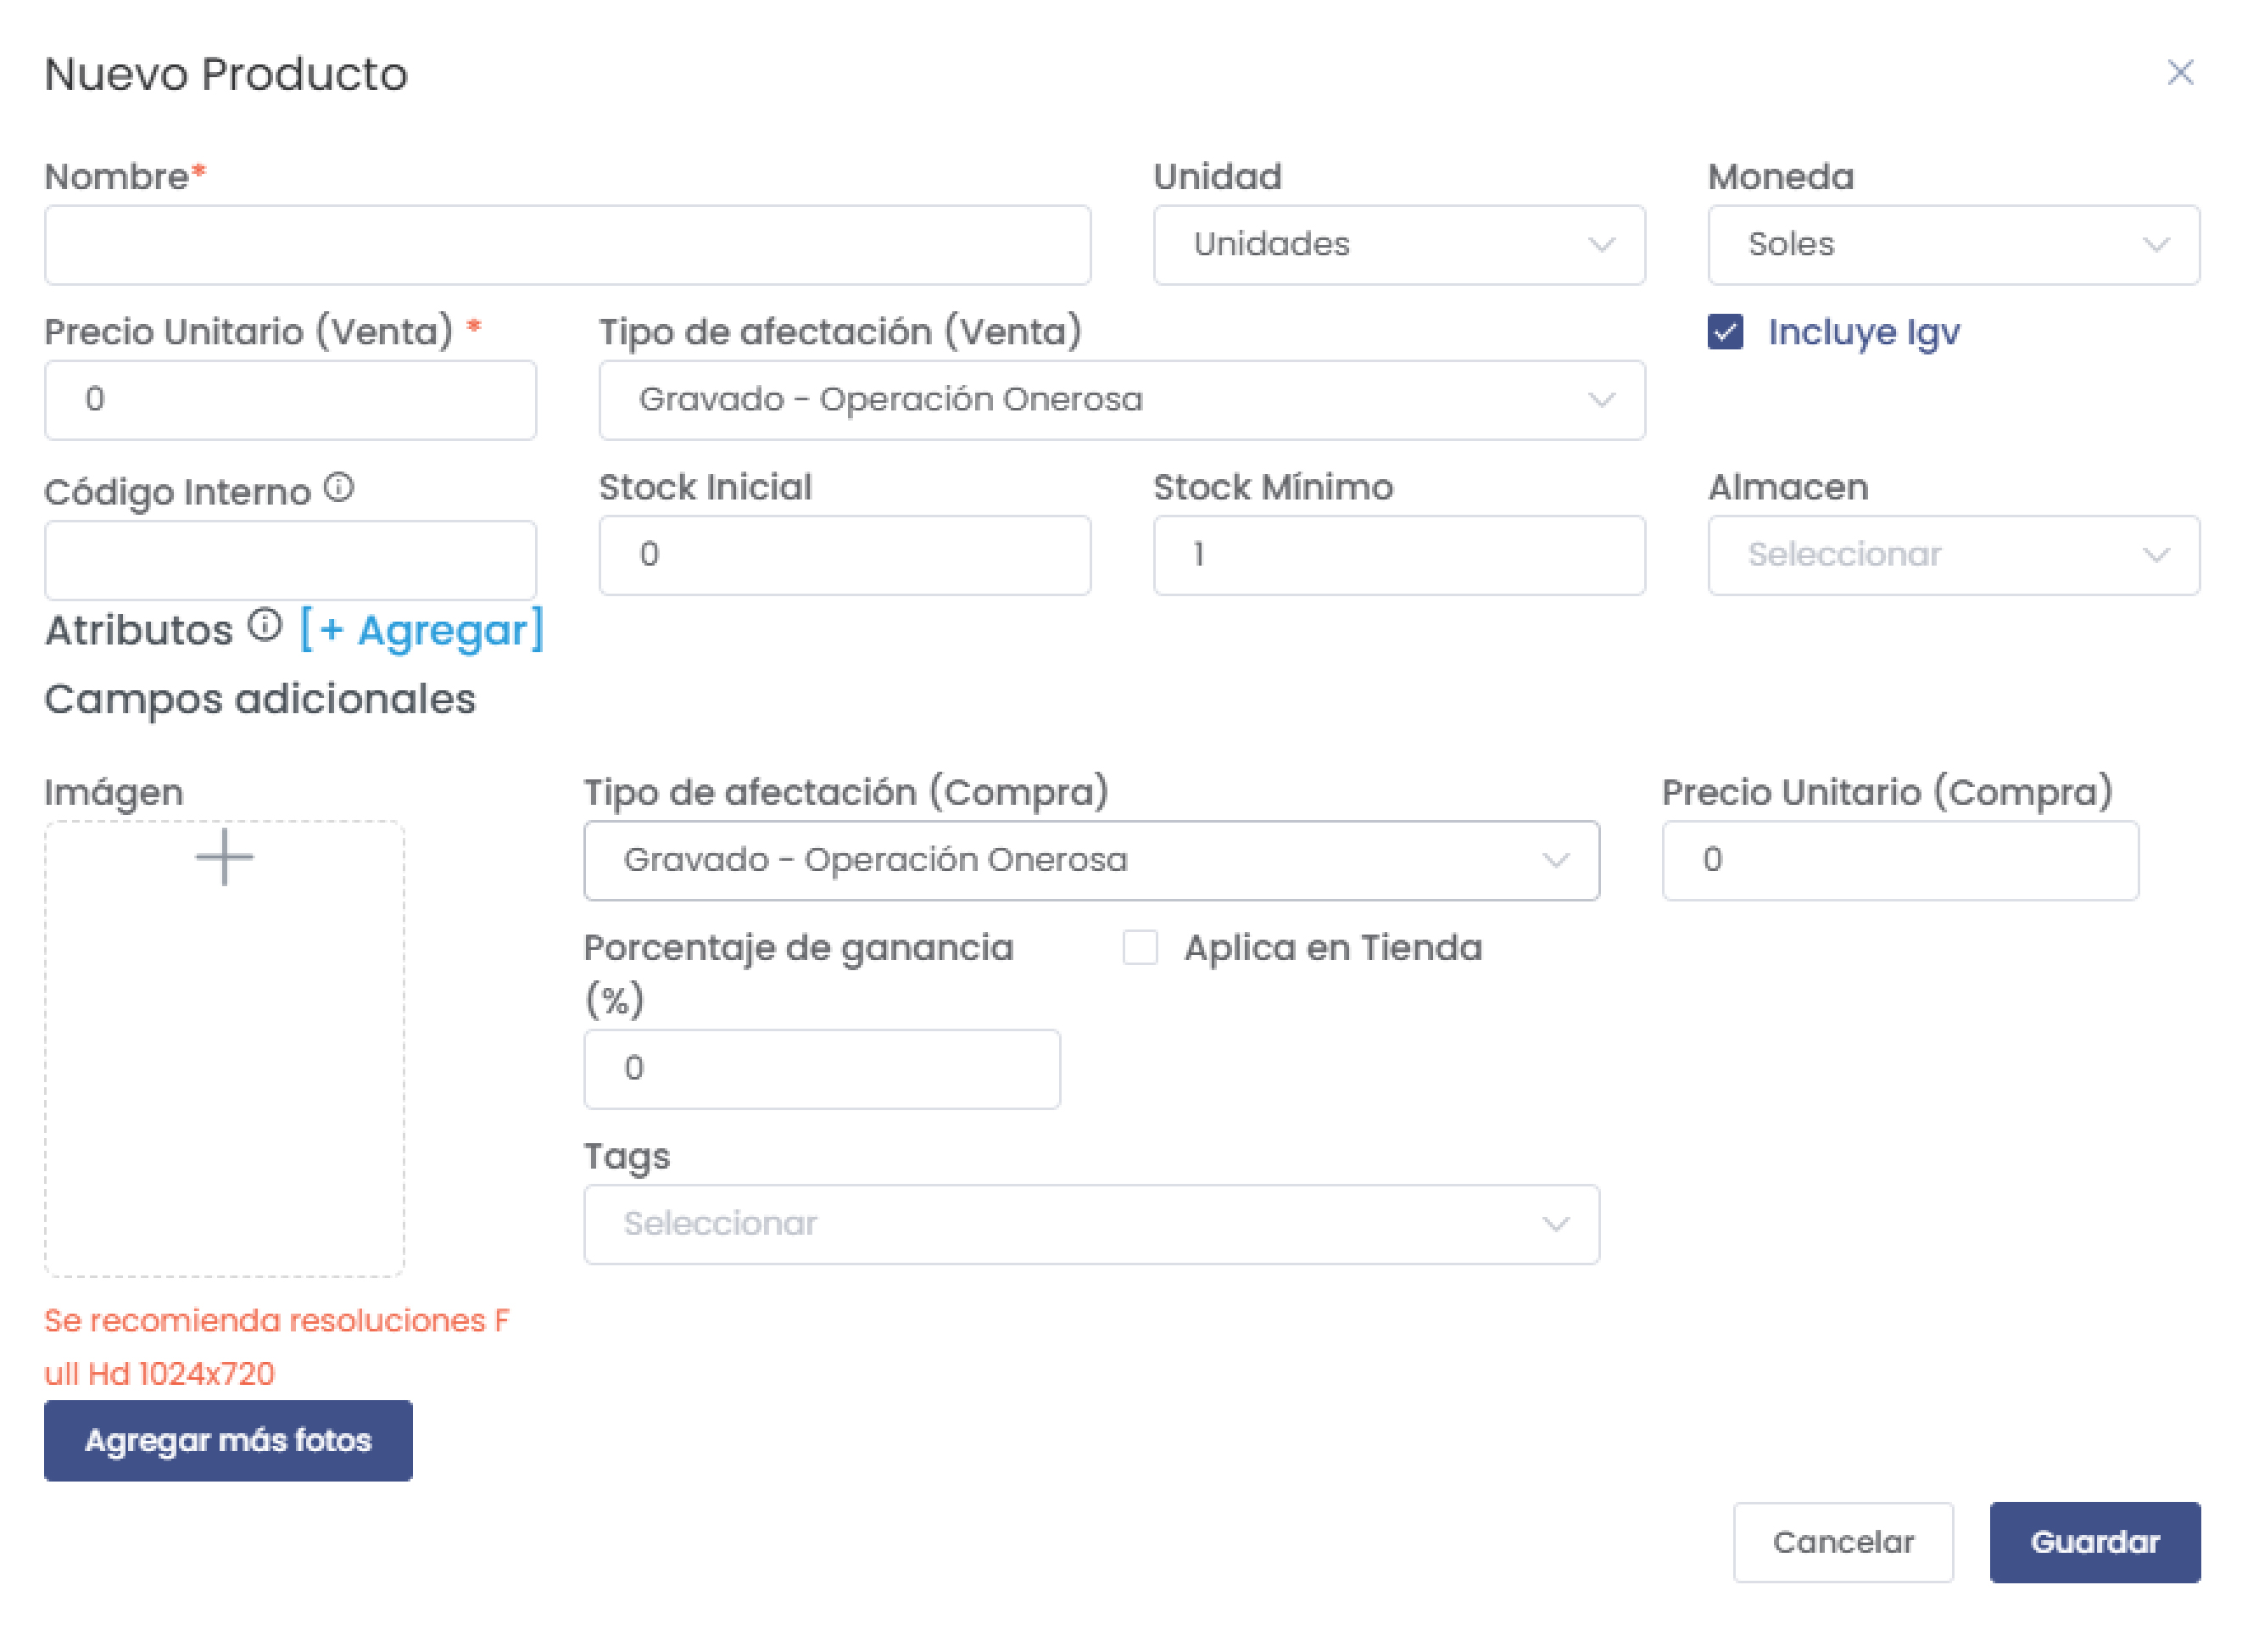 Nuevo Producto
Nombre*
Unidad
Moneda
Unidades
Soles
Precio Unitario (Venta) *
Tipo de afectación (Venta)
Incluye Igv
0
Gravado - Operación Onerosa
Código Interno
Stock Inicial
Stock Mínimo
Almacen
0
1
Seleccionar
Atributos [+ Agregar]
Campos adicionales
Imágen
Tipo de afectación (Compra)
Precio Unitario (Compra)
Gravado - Operación Onerosa
0
Porcentaje de ganancia
(%)
Aplica en Tienda
0
Tags
Seleccionar
Se recomienda resoluciones F
ull Hd 1024x720
Agregar más fotos
Cancelar
Guardar